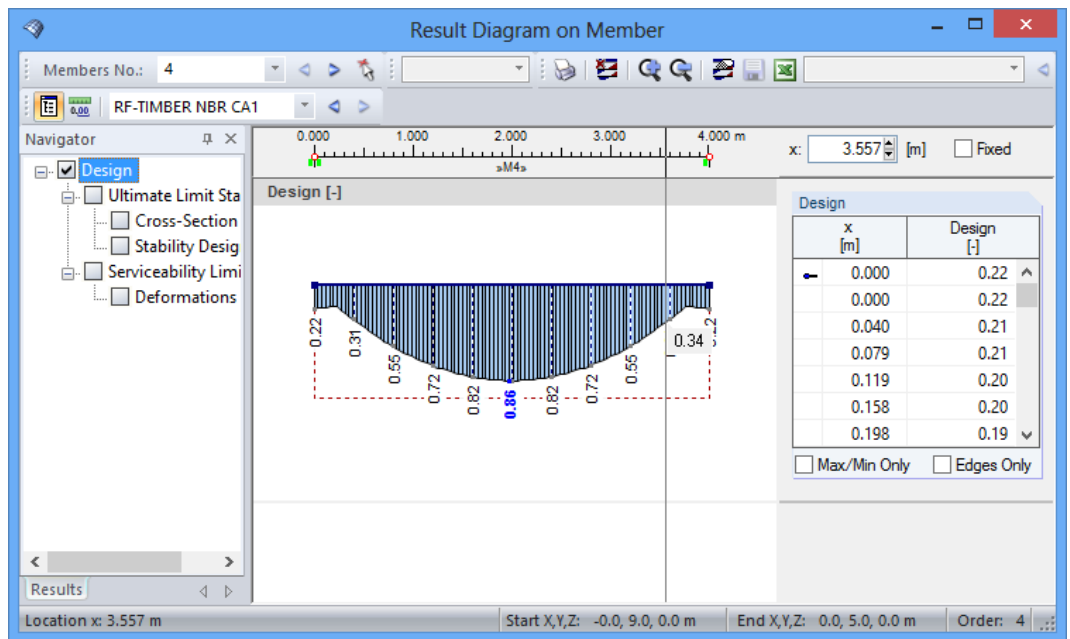 Result Diagram on Member
Members No.: 4
0,00 RF-TIMBER NBR CA1
Navigator
Design
Ultimate Limit Sta
Cross-Section
Stability Desig
Serviceability Limi
Deformations
Results
0.000 1.000 2.000 3.000 4.000 m
»M4»
Design [-]
0.22 0.31 0.55 0.72 0.82 0.86 0.82 0.72 0.55 0.34
x: 3.557 [m] Fixed
Design
x Design
[m] [-]
0.000 0.22
0.000 0.22
0.040 0.21
0.079 0.21
0.119 0.20
0.158 0.20
0.198 0.19
Max/Min Only Edges Only
Location x: 3.557 m Start X,Y,Z: -0.0, 9.0, 0.0 m End X,Y,Z: 0.0, 5.0, 0.0 m Order: 4